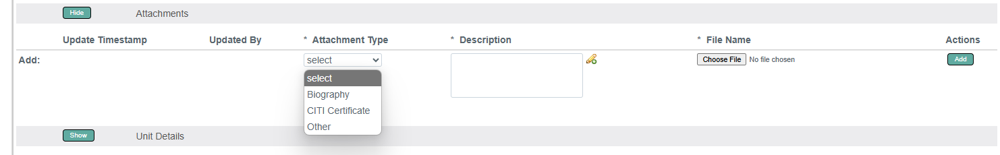 Hide Attachments
Update Timestamp Updated By * Attachment Type * Description * File Name Actions
Add: select Choose File No file chosen Add
select
Biography
CITI Certificate
Other
Show Unit Details